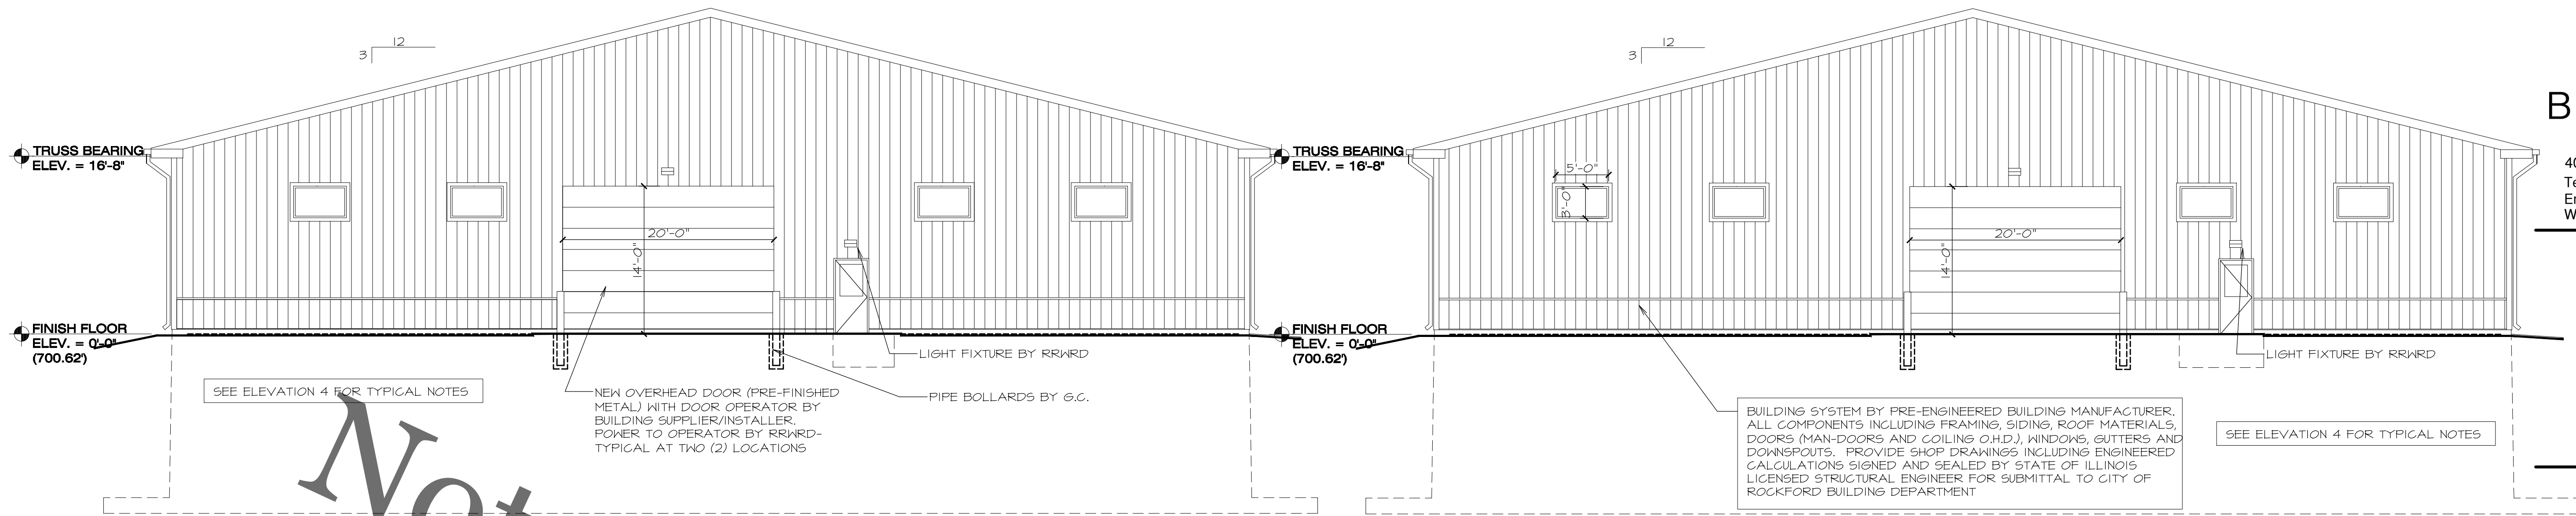 12
3
TRUSS BEARING
ELEV. = 16'-8"
20'-0"
14'-0"
FINISH FLOOR
ELEV. = 0'-0"
(700.62')
SEE ELEVATION 4 FOR TYPICAL NOTES
NEW OVERHEAD DOOR (PRE-FINISHED
METAL) WITH DOOR OPERATOR BY
BUILDING SUPPLIER/INSTALLER.
POWER TO OPERATOR BY RRWRD-
TYPICAL AT TWO (2) LOCATIONS
LIGHT FIXTURE BY RRWRD
PIPE BOLLARDS BY G.C.
Not
12
3
TRUSS BEARING
ELEV. = 16'-8"
5'-0"
3'-0"
20'-0"
14'-0"
FINISH FLOOR
ELEV. = 0'-0"
(700.62')
LIGHT FIXTURE BY RRWRD
BUILDING SYSTEM BY PRE-ENGINEERED BUILDING MANUFACTURER.
ALL COMPONENTS INCLUDING FRAMING, SIDING, ROOF MATERIALS,
DOORS (MAN-DOORS AND COILING O.H.D.), WINDOWS, GUTTERS AND
DOWNSPOUTS. PROVIDE SHOP DRAWINGS INCLUDING ENGINEERED
CALCULATIONS SIGNED AND SEALED BY STATE OF ILLINOIS
LICENSED STRUCTURAL ENGINEER FOR SUBMITTAL TO CITY OF
ROCKFORD BUILDING DEPARTMENT
SEE ELEVATION 4 FOR TYPICAL NOTES
B
40
Te
En
W